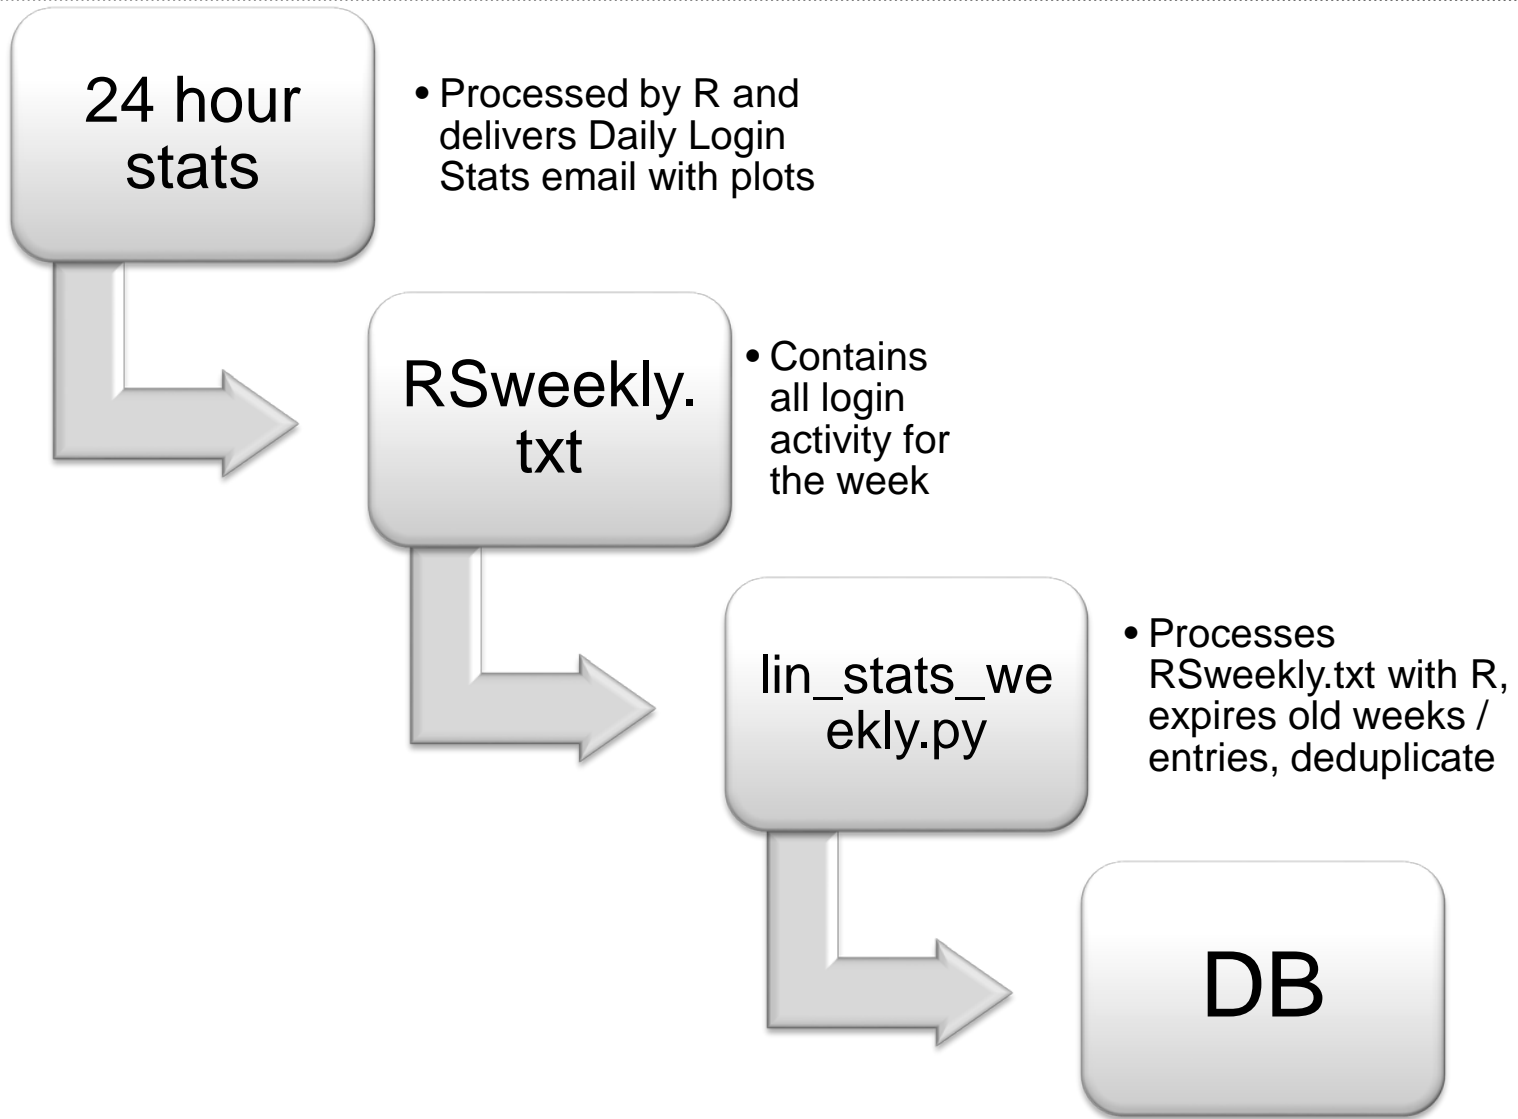 24 hour
stats
• Processed by R and
delivers Daily Login
Stats email with plots
RSweekly.
txt
• Contains
all login
activity for
the week
lin_stats_we
ekly.py
• Processes
RSweekly.txt with R,
expires old weeks /
entries, deduplicate
DB